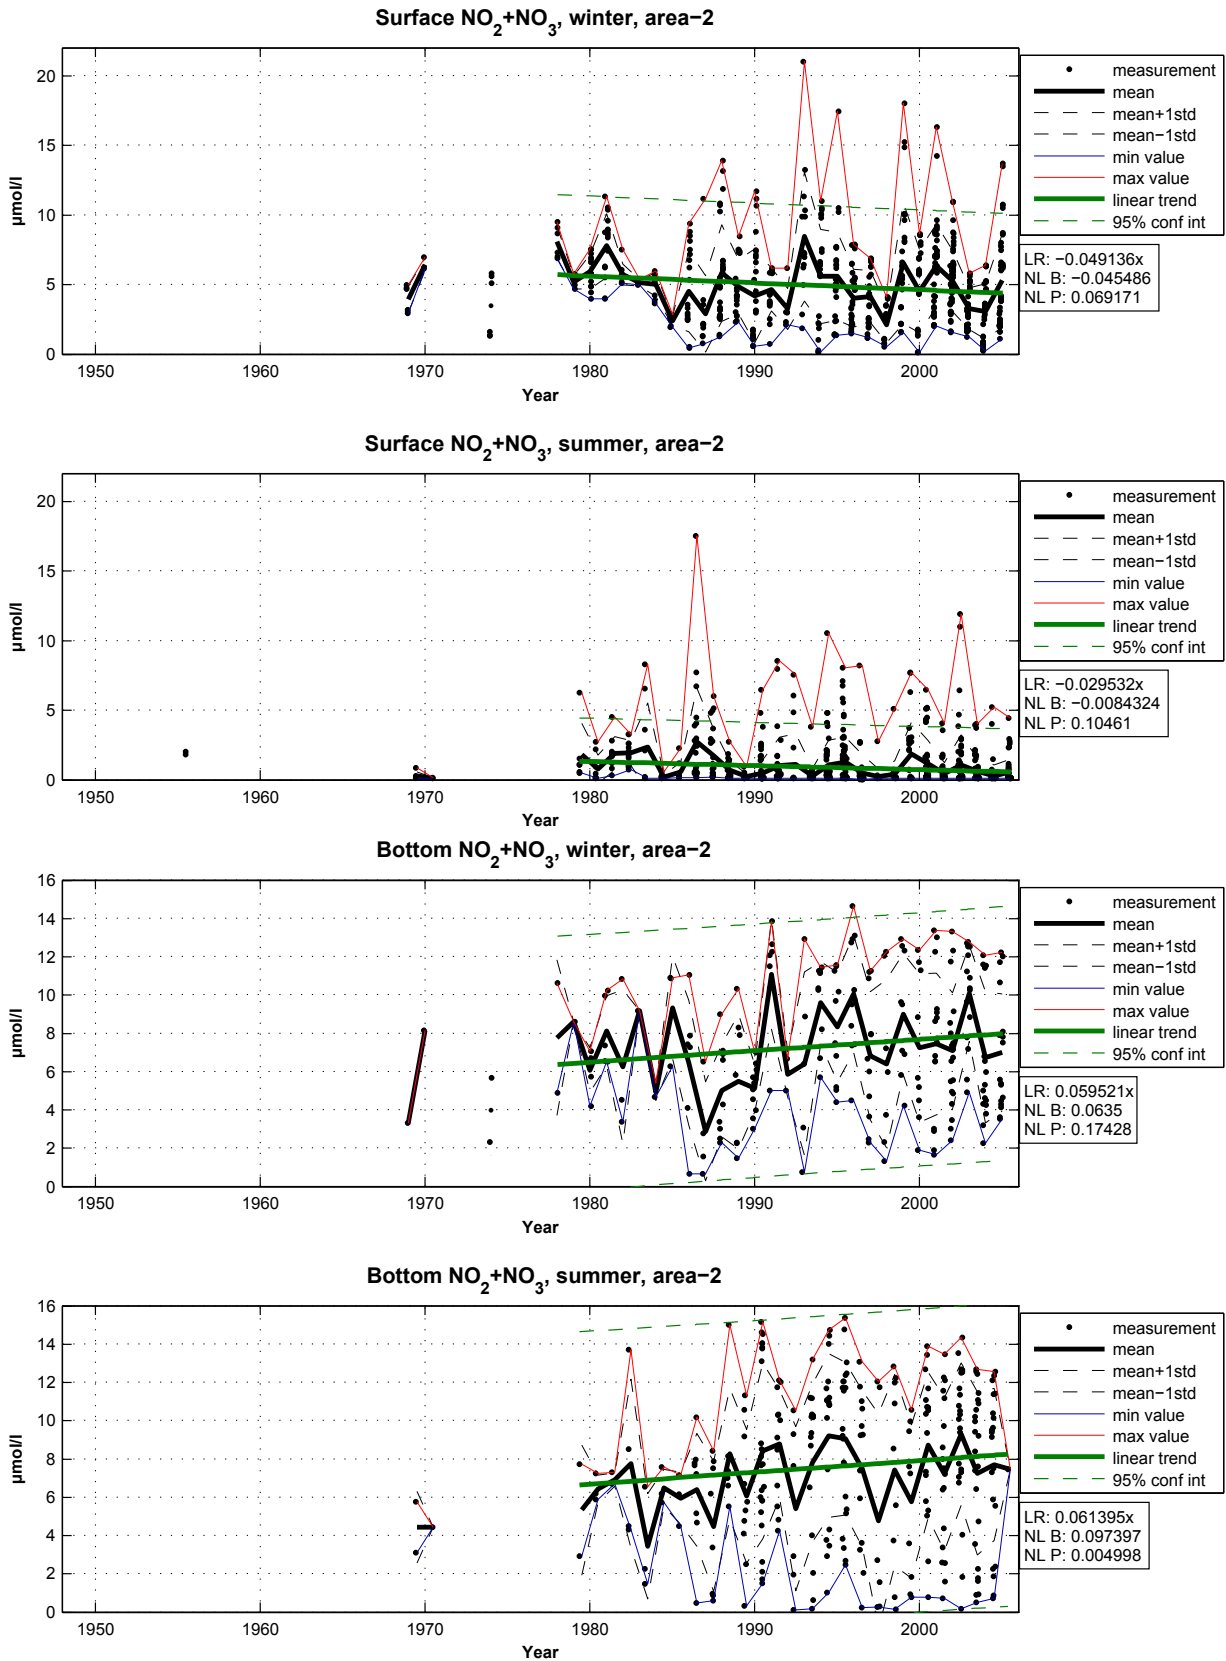 Surface NO2+NO3, winter, area−2
20
15
10
5
0
µmol/l
1950 1960 1970 1980 1990 2000
Year
measurement
mean
mean+1std
mean−1std
min value
max value
linear trend
95% conf int
LR: −0.049136x
NL B: −0.045486
NL P: 0.069171
Surface NO2+NO3, summer, area−2
20
15
10
5
0
µmol/l
1950 1960 1970 1980 1990 2000
Year
measurement
mean
mean+1std
mean−1std
min value
max value
linear trend
95% conf int
LR: −0.029532x
NL B: −0.0084324
NL P: 0.10461
Bottom NO2+NO3, winter, area−2
16
14
12
10
8
6
4
2
0
µmol/l
1950 1960 1970 1980 1990 2000
Year
measurement
mean
mean+1std
mean−1std
min value
max value
linear trend
95% conf int
LR: 0.059521x
NL B: 0.0635
NL P: 0.17428
Bottom NO2+NO3, summer, area−2
16
14
12
10
8
6
4
2
0
µmol/l
1950 1960 1970 1980 1990 2000
Year
measurement
mean
mean+1std
mean−1std
min value
max value
linear trend
95% conf int
LR: 0.061395x
NL B: 0.097397
NL P: 0.004998